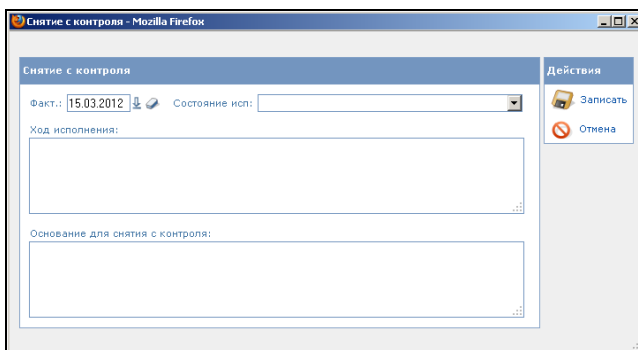 Снятие с контроля - Mozilla Firefox
Снятие с контроля
Действия
Факт.: 15.03.2012 Состояние исп:
Записать
Ход исполнения:
Отмена
Основание для снятия с контроля: